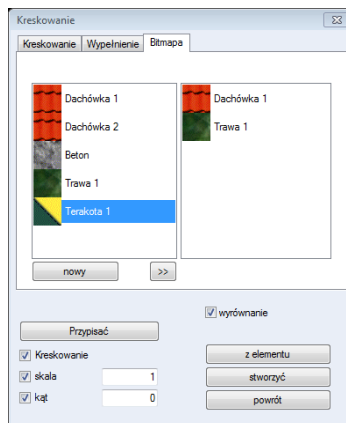 Kreskowanie
Kreskowanie Wypełnienie Bitmapa
Dachówka 1
Dachówka 2
Beton
Trawa 1
Terakota 1
Dachówka 1
Trawa 1
nowy >>
wyrównanie
Przypisać
Kreskowanie
skala 1
kąt 0
z elementu
stworzyć
powrót